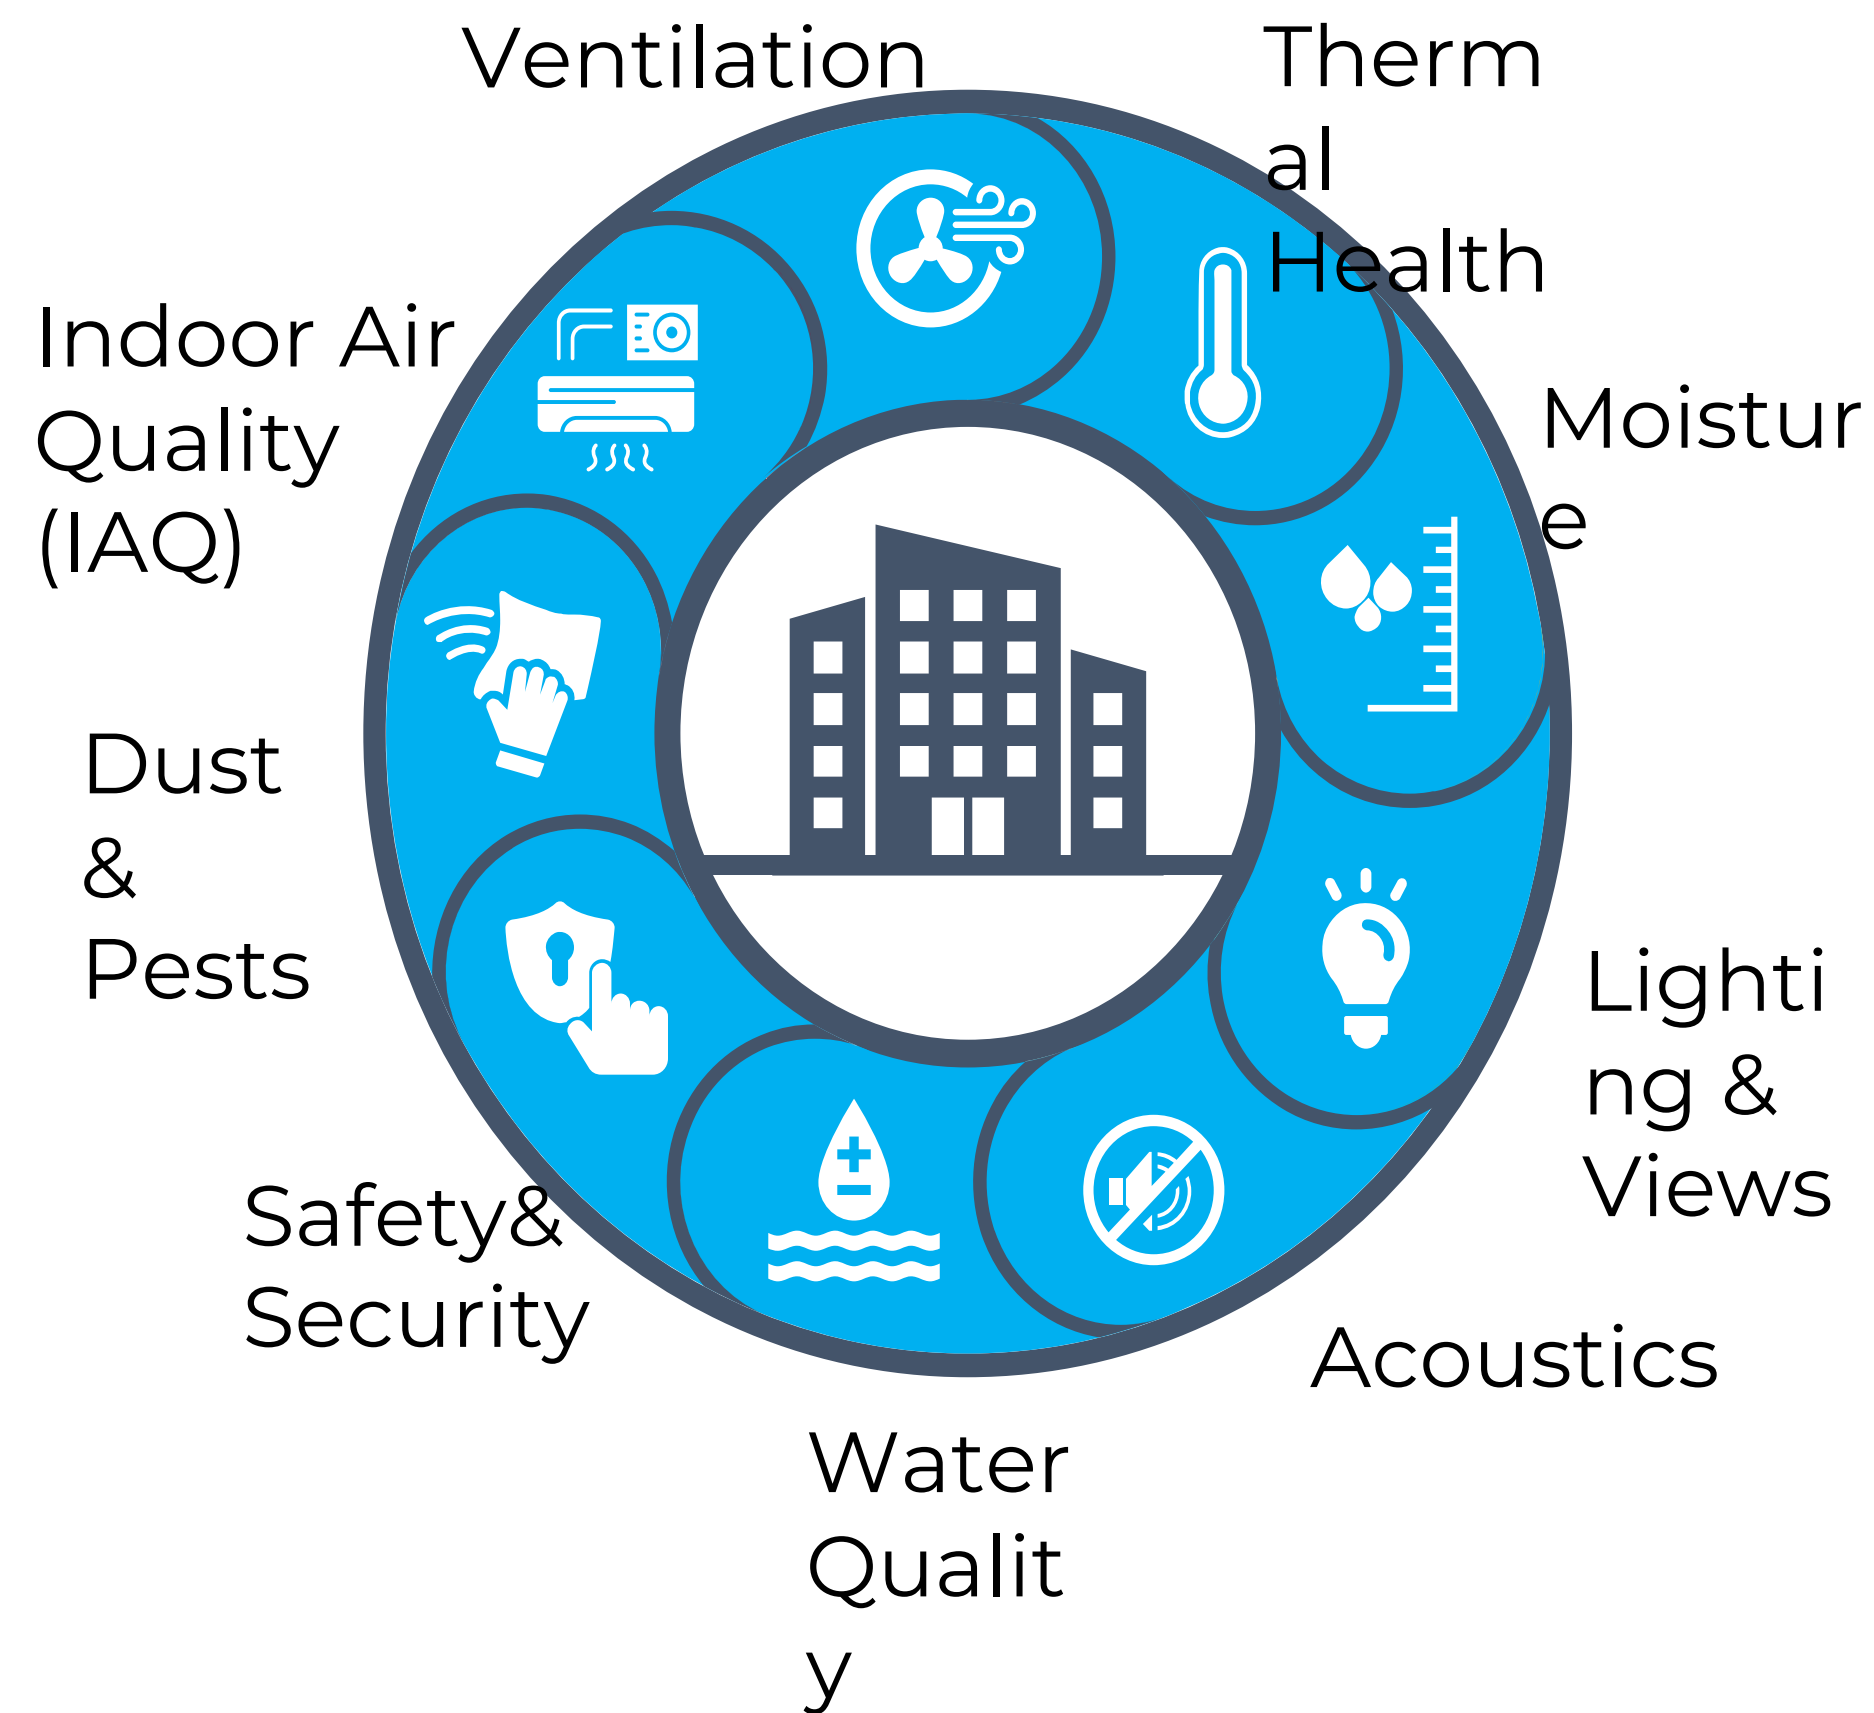 Ventilation
Therm
al
Health
Indoor Air
Quality
(IAQ)
Moistur
e
Dust
&
Pests
Lighti
ng &
Views
Safety&
Security
Acoustics
Water
Qualit
y